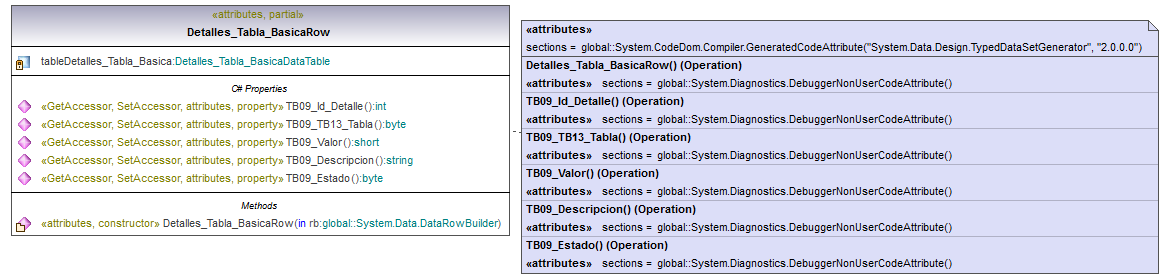 «attributes, partial»
Detalles_Tabla_BasicaRow
tableDetalles_Tabla_Basica:Detalles_Tabla_BasicaDataTable
C# Properties
«GetAccessor, SetAccessor, attributes, property» TB09_Id_Detalle():int
«GetAccessor, SetAccessor, attributes, property» TB09_TB13_Tabla():byte
«GetAccessor, SetAccessor, attributes, property» TB09_Valor():short
«GetAccessor, SetAccessor, attributes, property» TB09_Descripcion():string
«GetAccessor, SetAccessor, attributes, property» TB09_Estado():byte
Methods
«attributes, constructor» Detalles_Tabla_BasicaRow(in rb:global::System.Data.DataRowBuilder)
«attributes»
sections = global::System.CodeDom.Compiler.GeneratedCodeAttribute("System.Data.Design.TypedDataSetGenerator", "2.0.0.0")
Detalles_Tabla_BasicaRow() (Operation)
«attributes» sections = global::System.Diagnostics.DebuggerNonUserCodeAttribute()
TB09_Id_Detalle() (Operation)
«attributes» sections = global::System.Diagnostics.DebuggerNonUserCodeAttribute()
TB09_TB13_Tabla() (Operation)
«attributes» sections = global::System.Diagnostics.DebuggerNonUserCodeAttribute()
TB09_Valor() (Operation)
«attributes» sections = global::System.Diagnostics.DebuggerNonUserCodeAttribute()
TB09_Descripcion() (Operation)
«attributes» sections = global::System.Diagnostics.DebuggerNonUserCodeAttribute()
TB09_Estado() (Operation)
«attributes» sections = global::System.Diagnostics.DebuggerNonUserCodeAttribute()